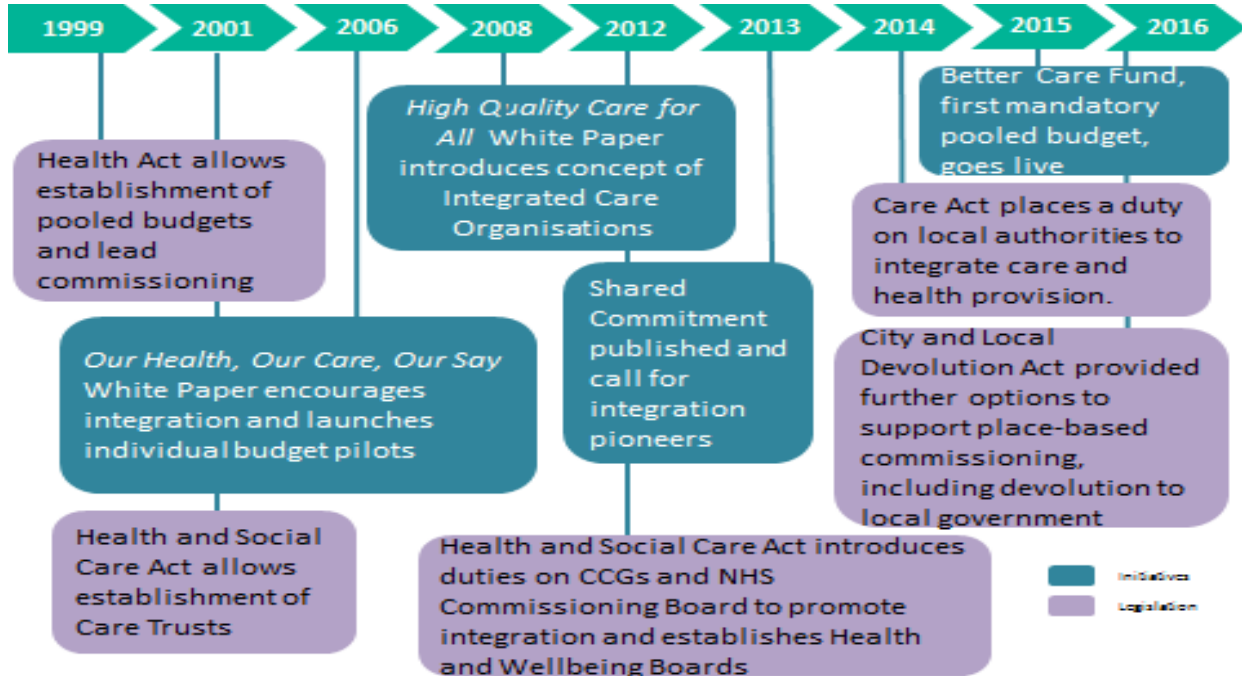 1999 2001 2006 2008 2012 2013 2014 2015 2016
Health Act allows
establishment of
pooled budgets
and lead
commissioning
Our Health, Our Care, Our Say
White Paper encourages
integration and launches
individual budget pilots
Health and Social
Care Act allows
establishment of
Care Trusts
High Quality Care for
All White Paper
introduces concept of
Integrated Care
Organisations
Shared
Commitment
published and
call for
integration
pioneers
Health and Social Care Act introduces
duties on CCGs and NHS
Commissioning Board to promote
integration and establishes Health
and Wellbeing Boards
Better Care Fund,
first mandatory
pooled budget,
goes live
Care Act places a duty
on local authorities to
integrate care and
health provision.
City and Local
Devolution Act provided
further options to
support place-based
commissioning,
including devolution to
local government
Initiatives
Legislation